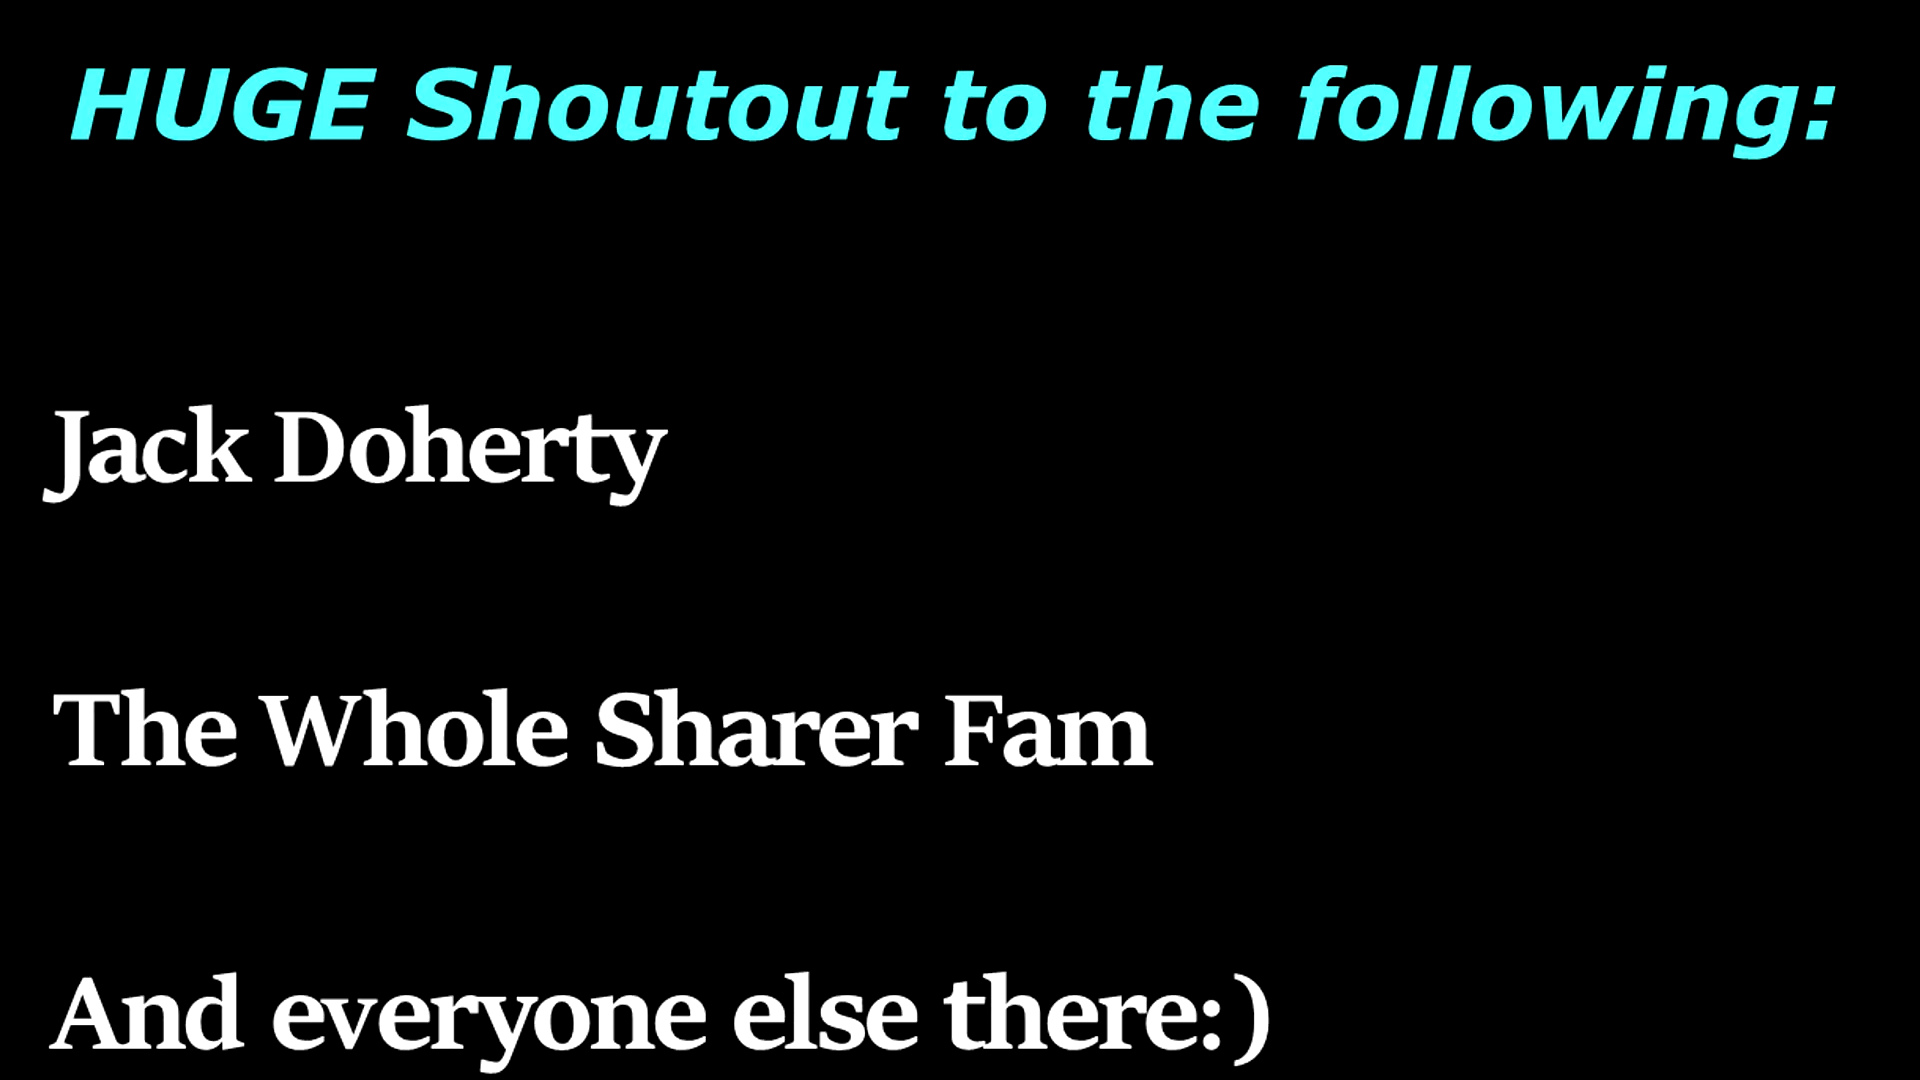 HUGE Shoutout to the following:
Jack Doherty
The Whole Sharer Fam
And everyone else there:)